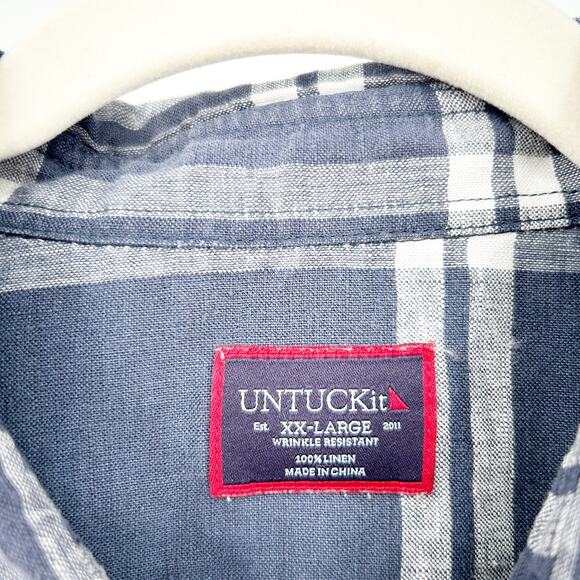 UNTUCKit
Est. XX-LARGE 2011
WRINKLE RESISTANT
100% LINEN
MADE IN CHINA